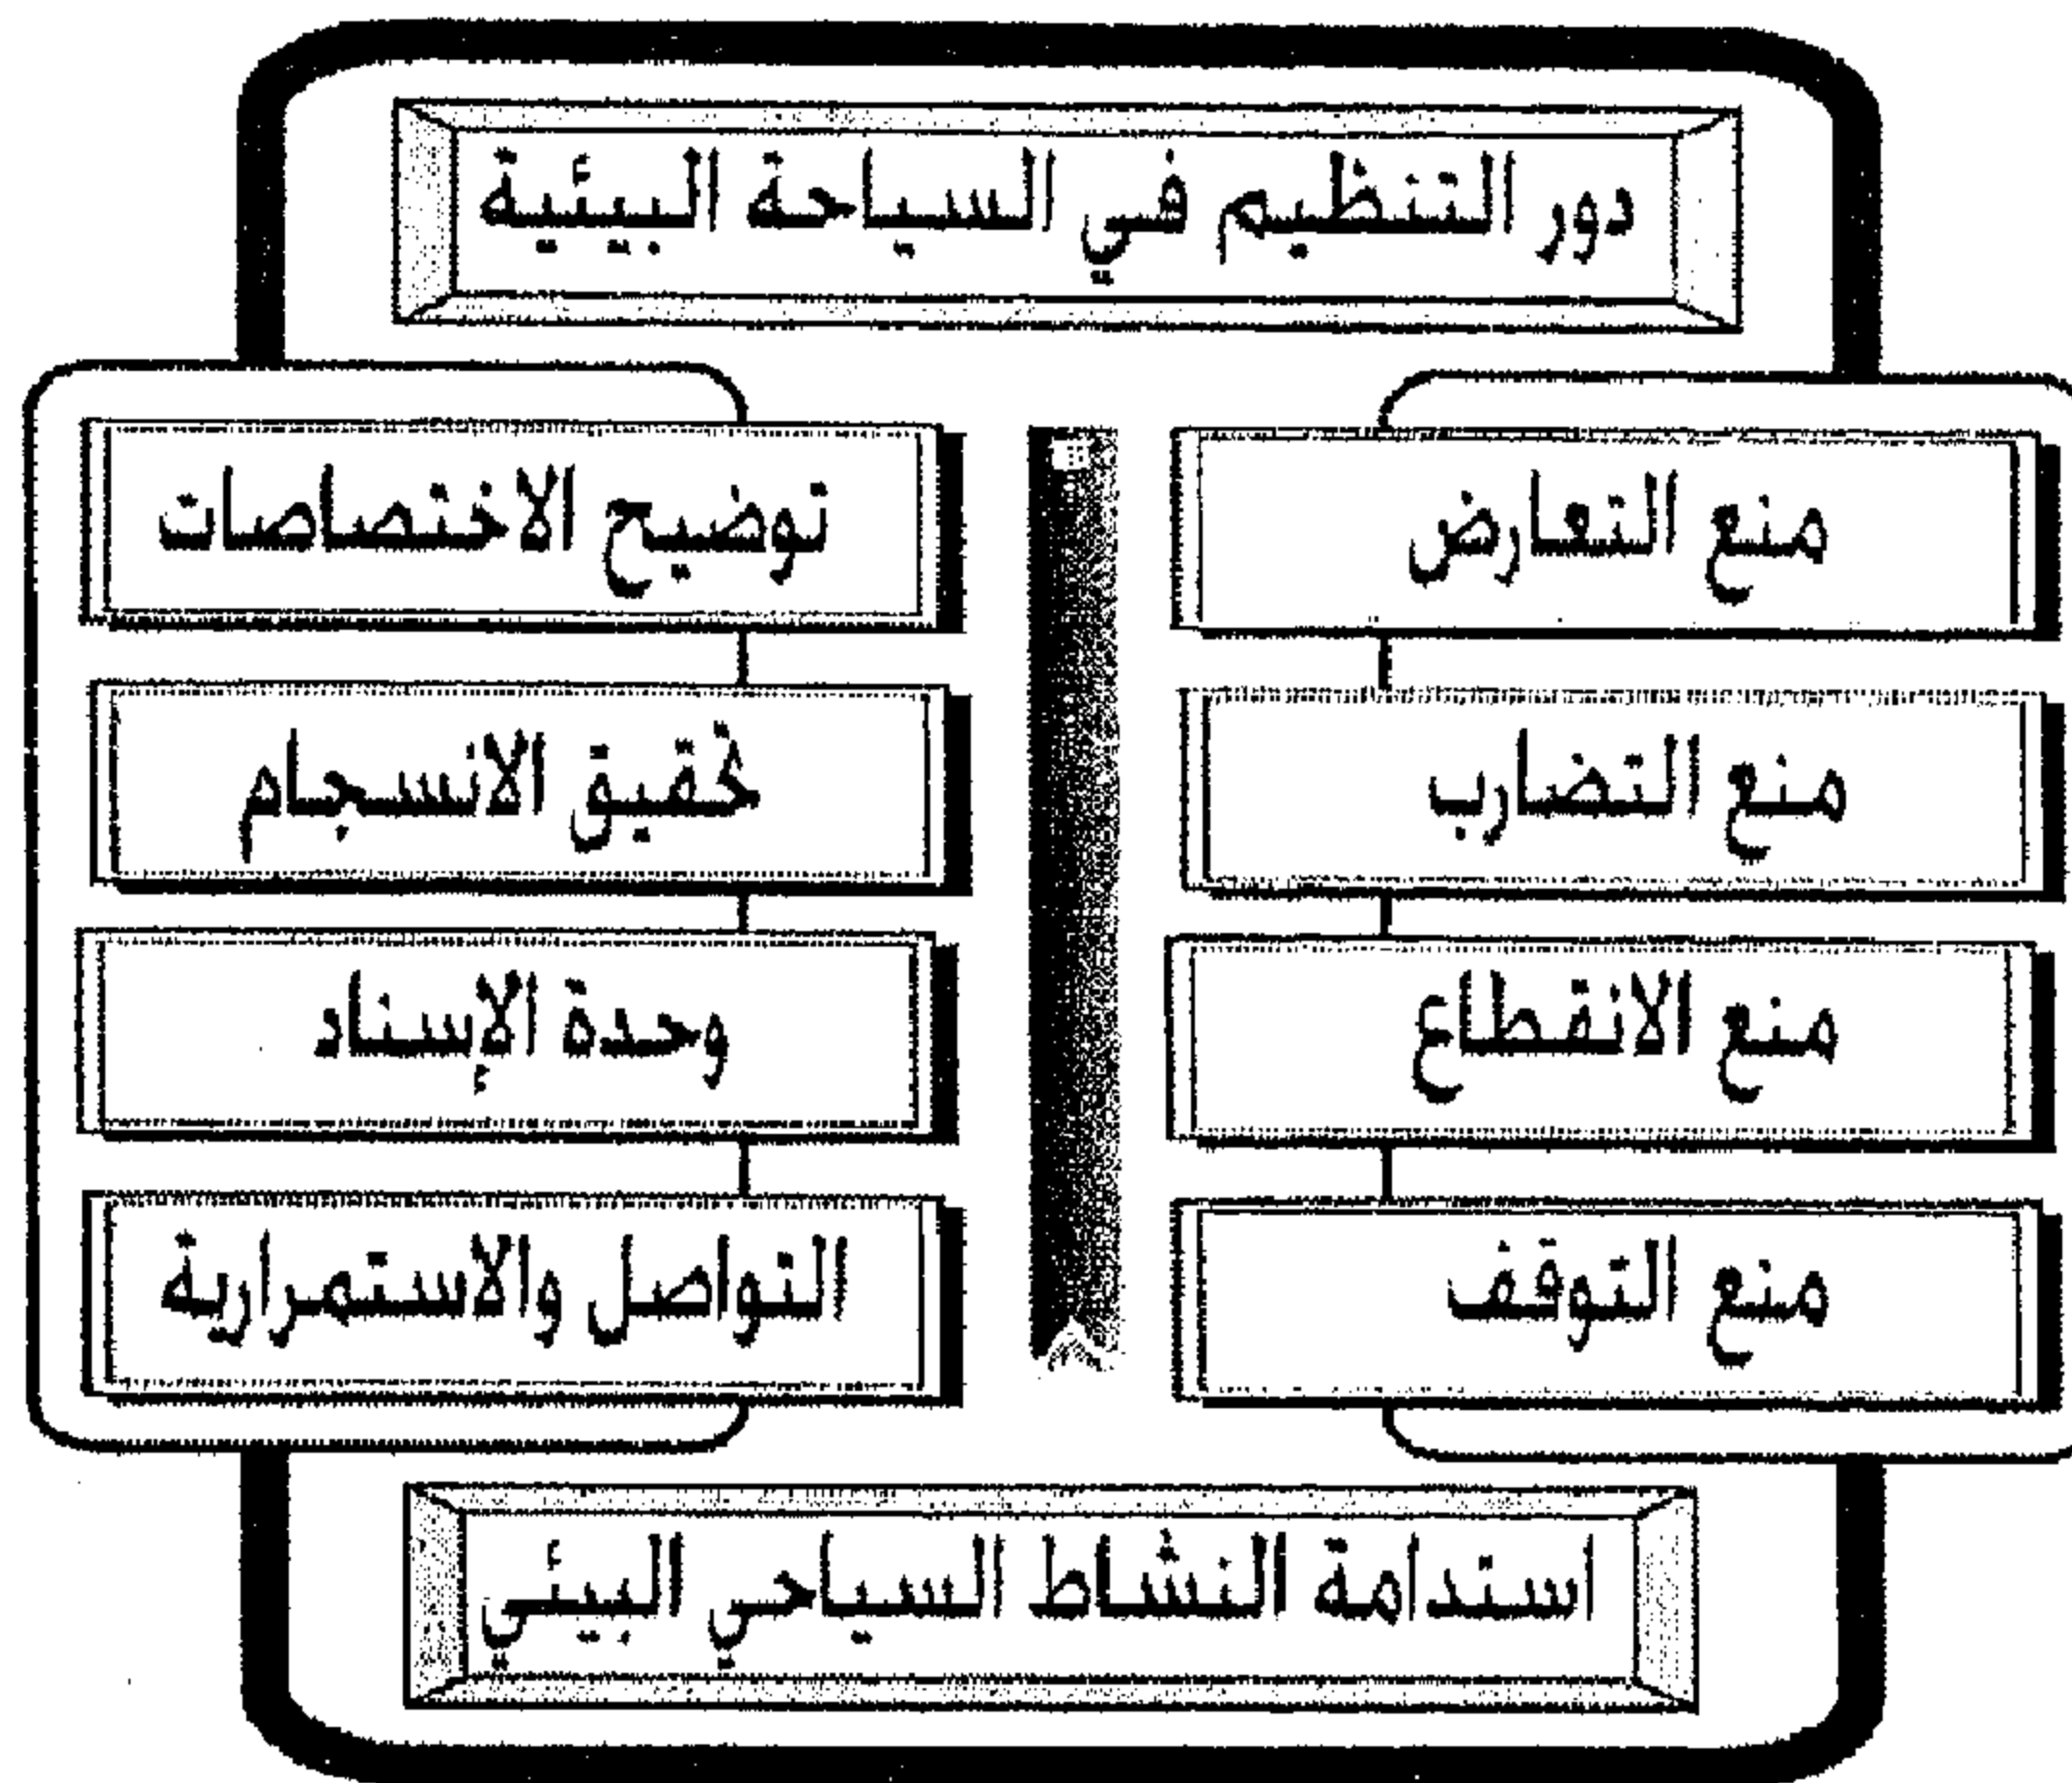 دور التنظيم في السياحة البيئية
منع التعارض
توضيح الاختصاصات
منع التضارب
تحقيق الانسجام
منع الانقطاع
وحدة الإسناد
منع التوقف
التواصل والاستمرارية
استدامة النشاط السياحي البيئي